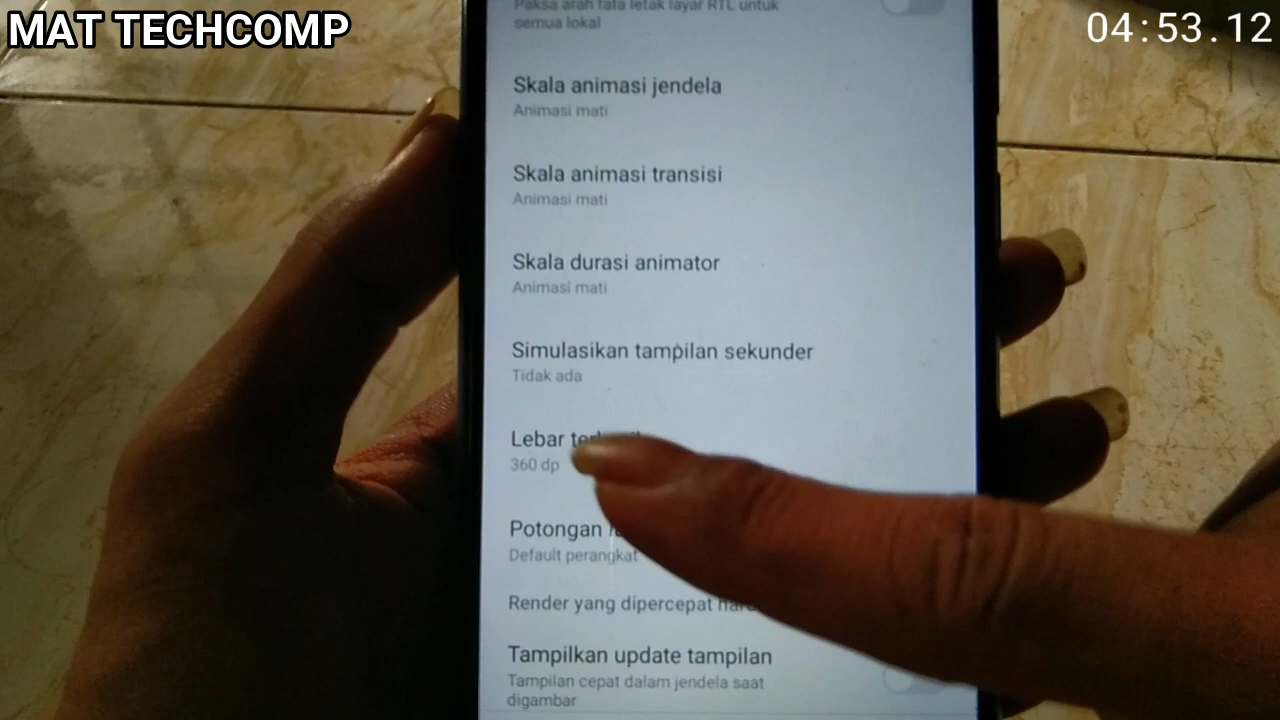 MAT TECHCOMP
04:53.12
Paksa arah tata letak layar RTL untuk
semua lokal
Skala animasi jendela
Animasi mati
Skala animasi transisi
Animasi mati
Skala durasi animator
Animasi mati
Simulasikan tampilan sekunder
Tidak ada
Lebar
360 dp
Potongan
Default perangkat
Render yang dipercepat
Tampilkan update tampilan
Tampilan cepat dalam jendela saat
digambar